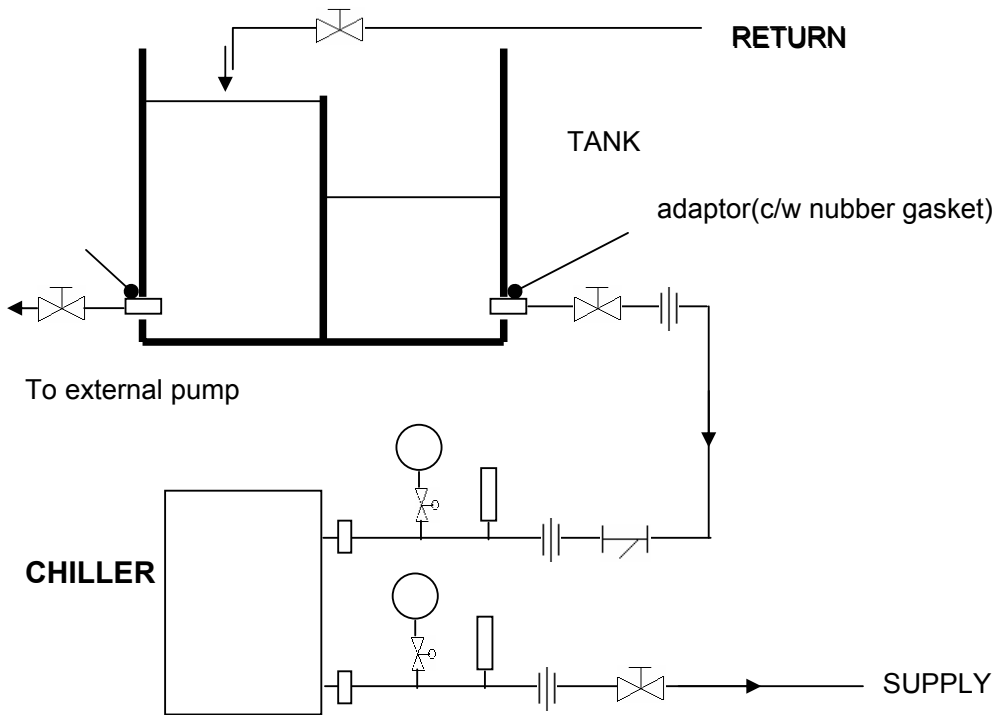 RETURN
TANK
adaptor(c/w nubber gasket)
To external pump
CHILLER
SUPPLY